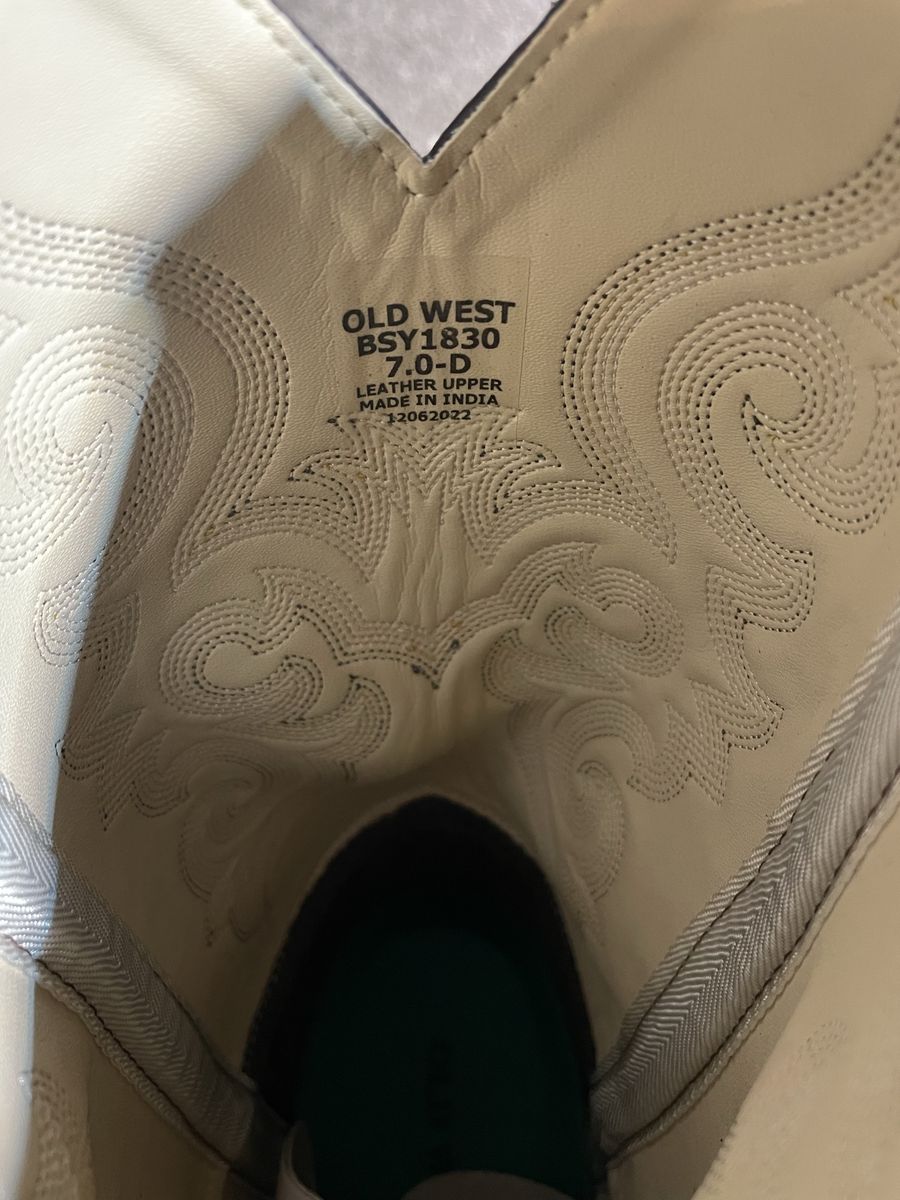 OLD WEST
BSY1830
7.0-D
LEATHER UPPER
MADE IN INDIA
12062022